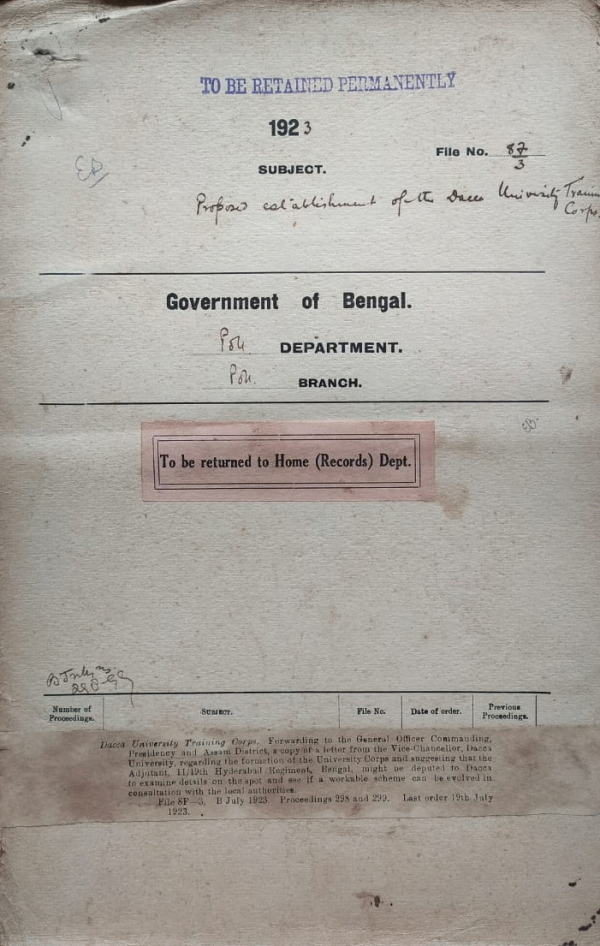 TO BE RETAINED PERMANENTLY
1923
File No. 87/3
SUBJECT.
Proposed establishment of the Dacca University Training
Corps.
Government of Bengal.
Pol. DEPARTMENT.
Pol. BRANCH.
To be returned to Home (Records) Dept.
Number of Proceedings. SUBJECT. File No. Date of order. Previous Proceedings.
Dacca University Training Corps. Forwarding to the General Officer Commanding,
Presidency and Assam District, a copy of a letter from the Vice-Chancellor, Dacca
University, regarding the formation of the University Corps and suggesting that the
Adjutant, 11/19th Hyderabad Regiment, Bengal, might be deputed to Dacca
to examine details on the spot and see if a workable scheme can be evolved in
consultation with the local authorities.
File 8P—3. B July 1923 Proceedings 298 and 299. Last order 19th July
1923.